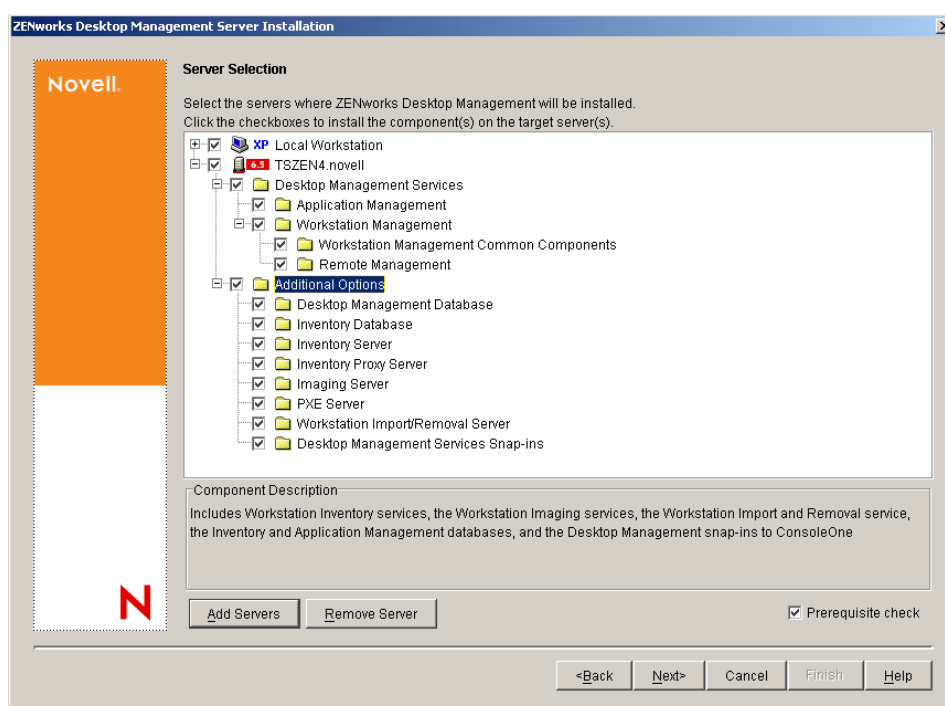 ZENworks Desktop Management Server Installation
Novell.
Server Selection
Select the servers where ZENworks Desktop Management will be installed.
Click the checkboxes to install the component(s) on the target server(s).
XP Local Workstation
6.5 TSZEN4.novell
Desktop Management Services
Application Management
Workstation Management
Workstation Management Common Components
Remote Management
Additional Options
Desktop Management Database
Inventory Database
Inventory Server
Inventory Proxy Server
Imaging Server
PXE Server
Workstation Import/Removal Server
Desktop Management Services Snap-ins
Component Description
Includes Workstation Inventory services, the Workstation Imaging services, the Workstation Import and Removal service,
the Inventory and Application Management databases, and the Desktop Management snap-ins to ConsoleOne
N
Add Servers Remove Server Prerequisite check
<Back Next> Cancel Finish Help